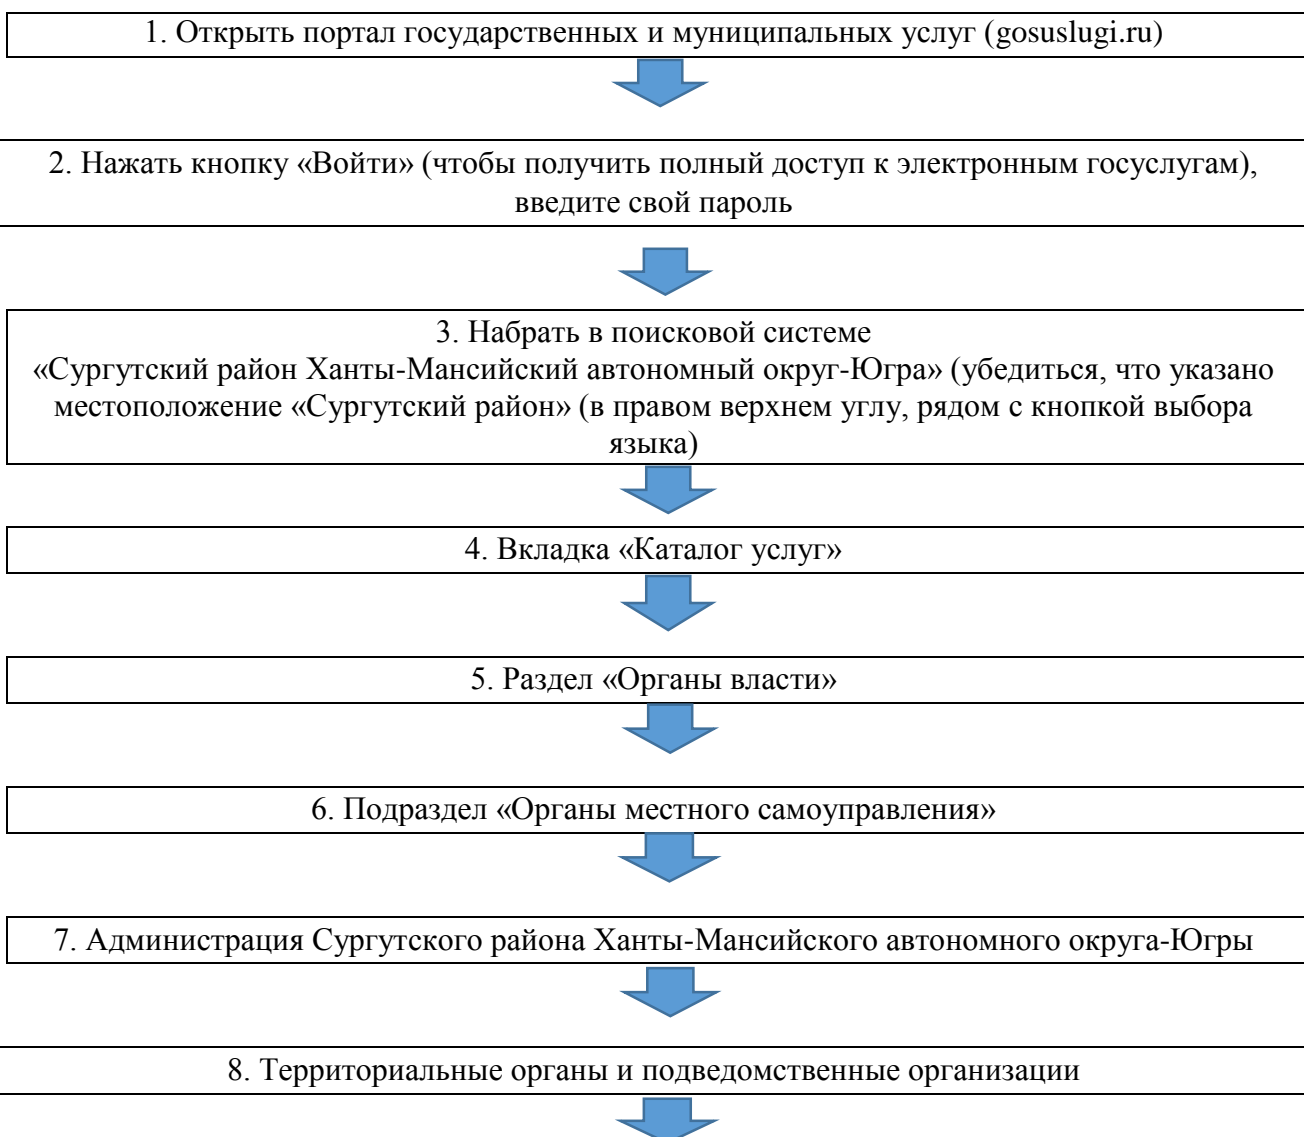 1. Открыть портал государственных и муниципальных услуг (gosuslugi.ru)
2. Нажать кнопку «Войти» (чтобы получить полный доступ к электронным госуслугам),
введите свой пароль
3. Набрать в поисковой системе
«Сургутский район Ханты-Мансийский автономный округ-Югра» (убедиться, что указано
местоположение «Сургутский район» (в правом верхнем углу, рядом с кнопкой выбора
языка)
4. Вкладка «Каталог услуг»
5. Раздел «Органы власти»
6. Подраздел «Органы местного самоуправления»
7. Администрация Сургутского района Ханты-Мансийского автономного округа-Югры
8. Территориальные органы и подведомственные организации